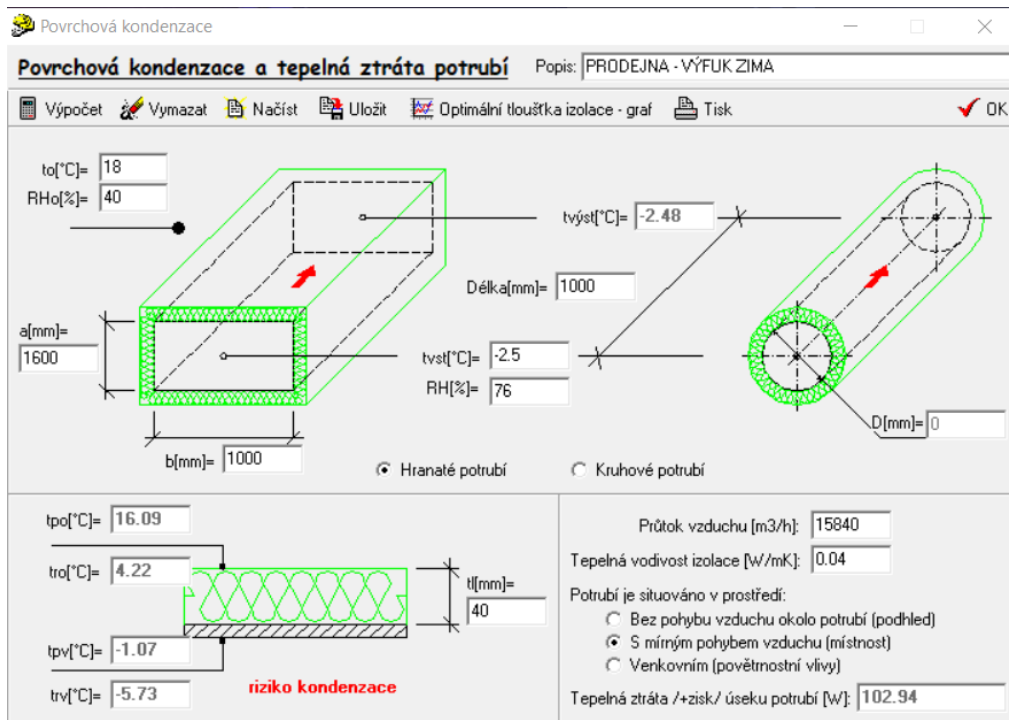 Povrchová kondenzace
Povrchová kondenzace a tepelná ztráta potrubí Popis: PRODEJNA - VÝFUK ZIMA
Výpočet Vymazat Načíst Uložit Optimální tloušťka izolace - graf Tisk OK
to[°C]= 18
RHo[%]= 40
tvýst[°C]= -2.48
Délka[mm]= 1000
a[mm]=
1600
tvst[°C]= -2.5
RH[%]= 76
D[mm]= 0
b[mm]= 1000
Hranaté potrubí Kruhové potrubí
tpo[°C]= 16.09
tro[°C]= 4.22
tl[mm]=
40
tpv[°C]= -1.07
trv[°C]= -5.73
riziko kondenzace
Průtok vzduchu [m3/h]: 15840
Tepelná vodivost izolace [W/mK]: 0.04
Potrubí je situováno v prostředí:
Bez pohybu vzduchu okolo potrubí (podhled)
S mírným pohybem vzduchu (místnost)
Venkovním (povětrnostní vlivy)
Tepelná ztráta /+zisk/ úseku potrubí [W]: 102.94